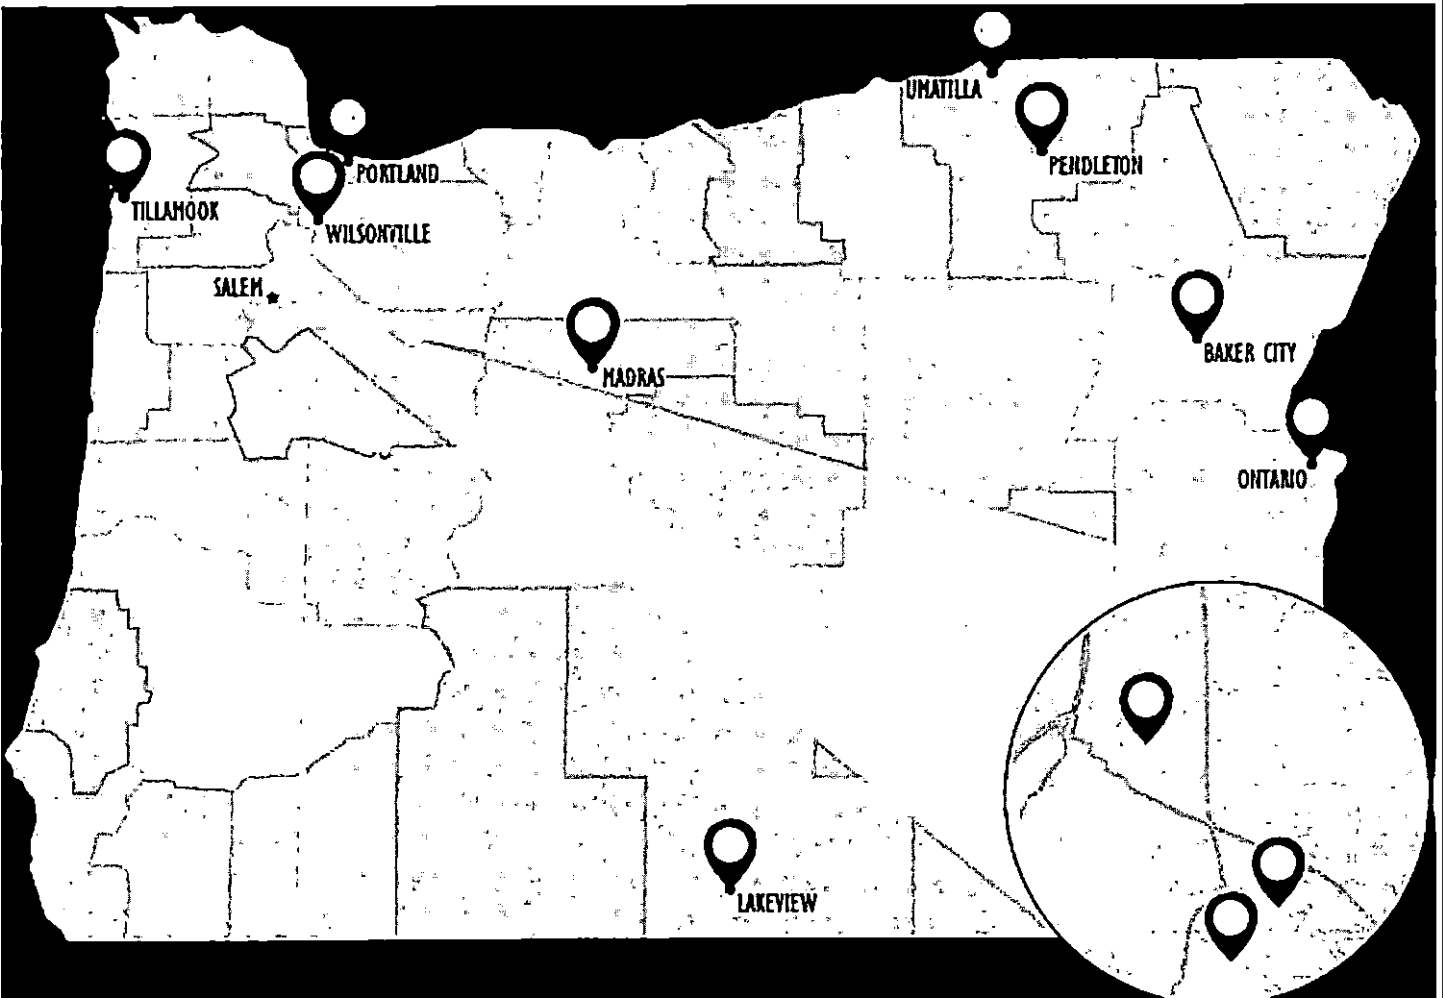 UMATILLA
PENDLETON
PORTLAND
TILLAMOOK
WILSONVILLE
SALEM
MADRAS
BAKER CITY
ONTARIO
LAKEVIEW